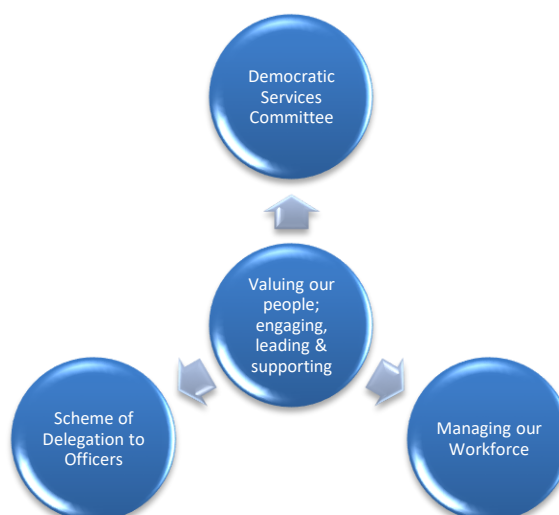 Democratic
Services
Committee
Valuing our
people;
engaging,
leading &
supporting
Scheme of
Delegation to
Officers
Managing our
Workforce